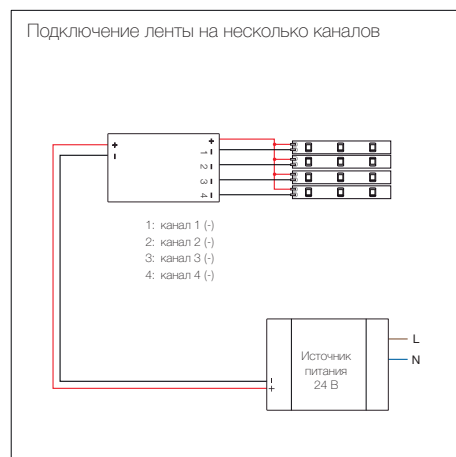 Подключение ленты на несколько каналов
+ +
– 1 –
2 –
3 –
4 –
1: канал 1 (-)
2: канал 2 (-)
3: канал 3 (-)
4: канал 4 (-)
Источник
питания
24 В
L
N
–
+